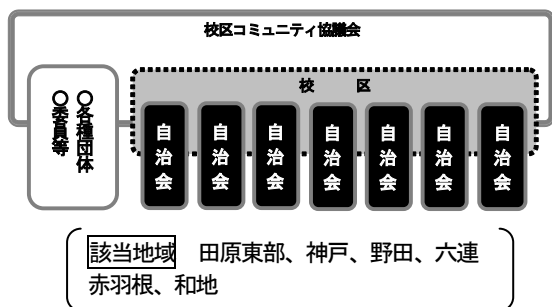 校区コミュニティ協議会
校　区
○各種団体
○委員等
自治会
自治会
自治会
自治会
自治会
自治会
自治会
該当地域　田原東部、神戸、野田、六連
赤羽根、和地